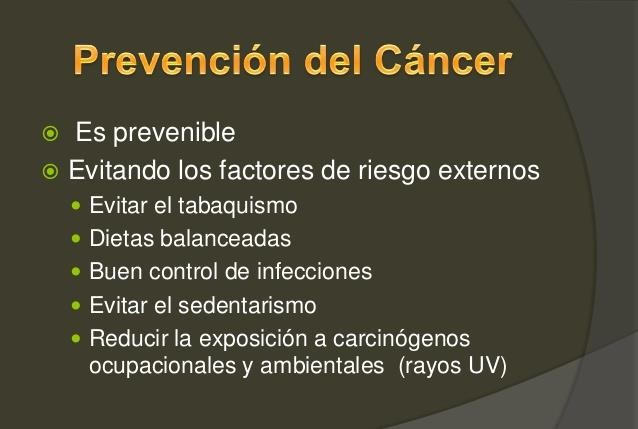 Prevención del Cáncer
Es prevenible
Evitando los factores de riesgo externos
Evitar el tabaquismo
Dietas balanceadas
Buen control de infecciones
Evitar el sedentarismo
Reducir la exposición a carcinógenos
ocupacionales y ambientales (rayos UV)